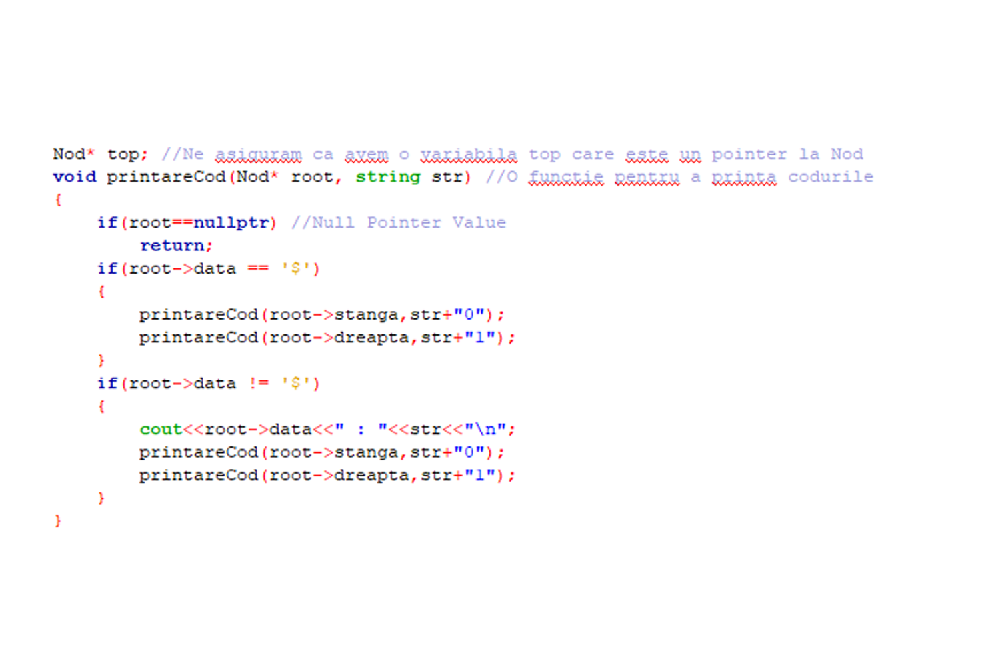 Nod* top; //Ne asiguram ca avem o variabila top care este un pointer la Nod
void printareCod(Nod* root, string str) //O functie pentru a printa codurile
{
    if(root==nullptr) //Null Pointer Value
        return;
    if(root->data == '$')
    {
        printareCod(root->stanga,str+"0");
        printareCod(root->dreapta,str+"1");
    }
    if(root->data != '$')
    {
        cout<<root->data<<" : "<<str<<"\n";
        printareCod(root->stanga,str+"0");
        printareCod(root->dreapta,str+"1");
    }
}